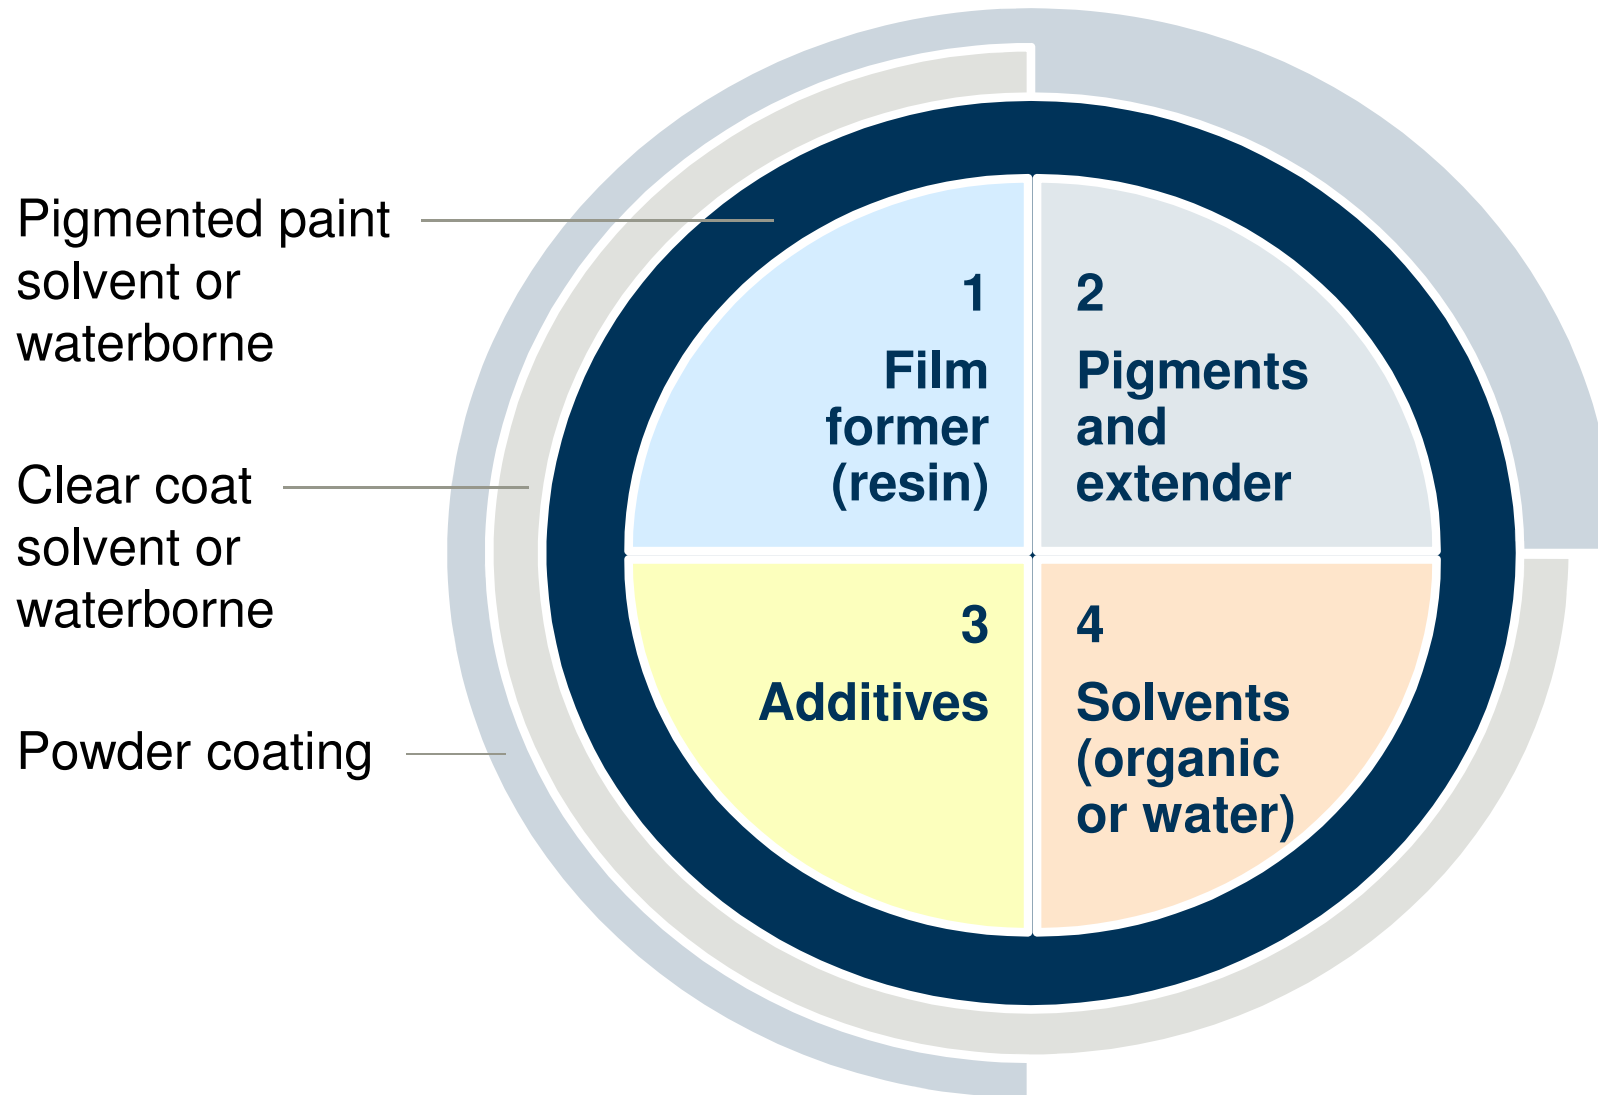 Pigmented paint
solvent or
waterborne
Clear coat
solvent or
waterborne
Powder coating
1
Film
former
(resin)
2
Pigments
and
extender
3
Additives
4
Solvents
(organic
or water)